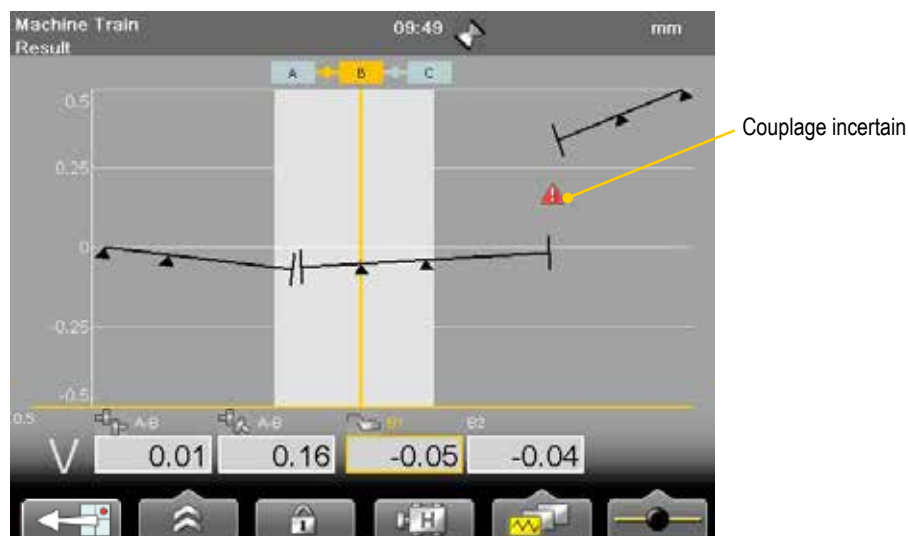 Machine Train
09:49
mm
Result
A B C
0.5
Couplage incertain
0.25
0
-0.25
-0.5
0.5
A-B A-B B1 B2
V 0.01 0.16 -0.05 -0.04
1 H